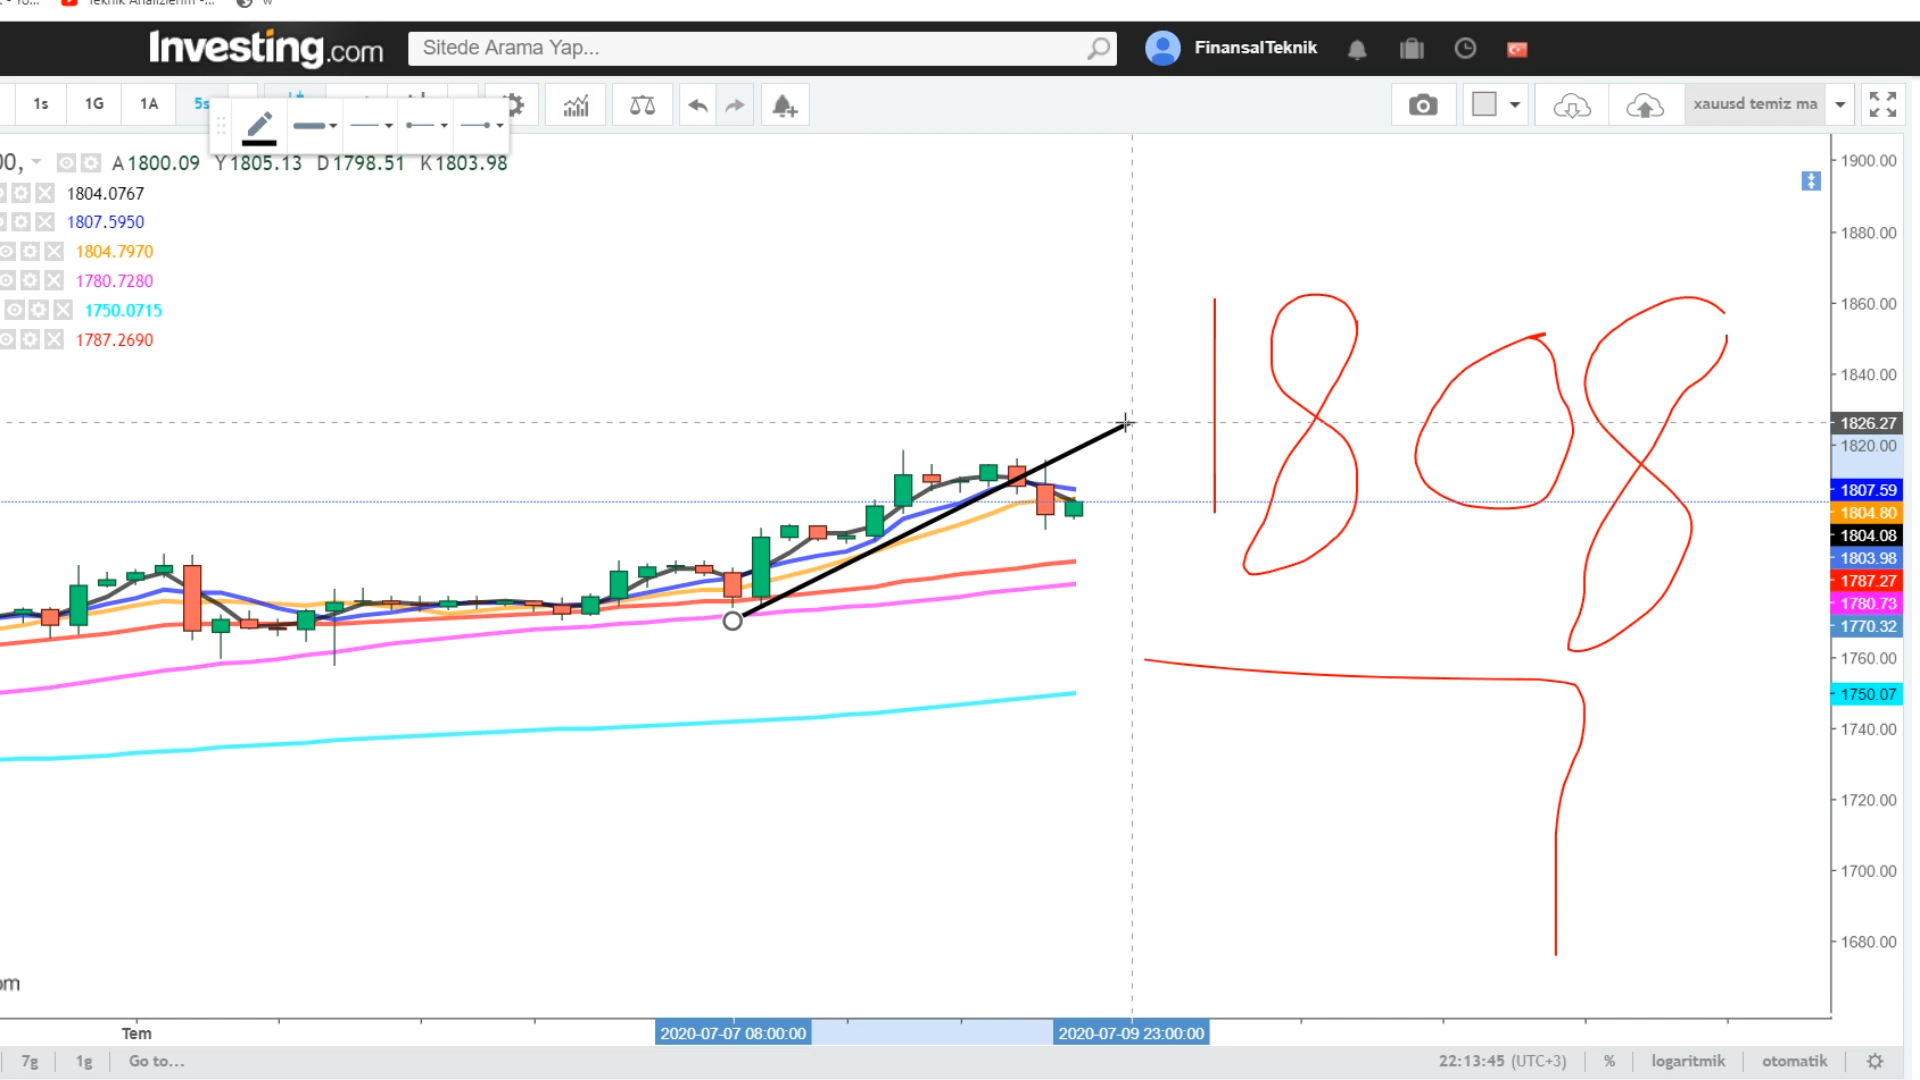 Teknik Analizlerim -...
w
Investing.com
Sitede Arama Yap...
FinansalTeknik
1s
1G
1A
5s
xauusd temiz ma
A 1800.09 Y 1805.13 D 1798.51 K 1803.98
1804.0767
1807.5950
1804.7970
1780.7280
1750.0715
1787.2690
1808
1900.00
1880.00
1860.00
1840.00
1826.27
1820.00
1807.59
1804.80
1804.08
1803.98
1787.27
1780.73
1770.32
1760.00
1750.07
1740.00
1720.00
1700.00
1680.00
om
Tem
2020-07-07 08:00:00
2020-07-09 23:00:00
7g
1g
Go to...
22:13:45 (UTC+3)
%
logaritmik
otomatik